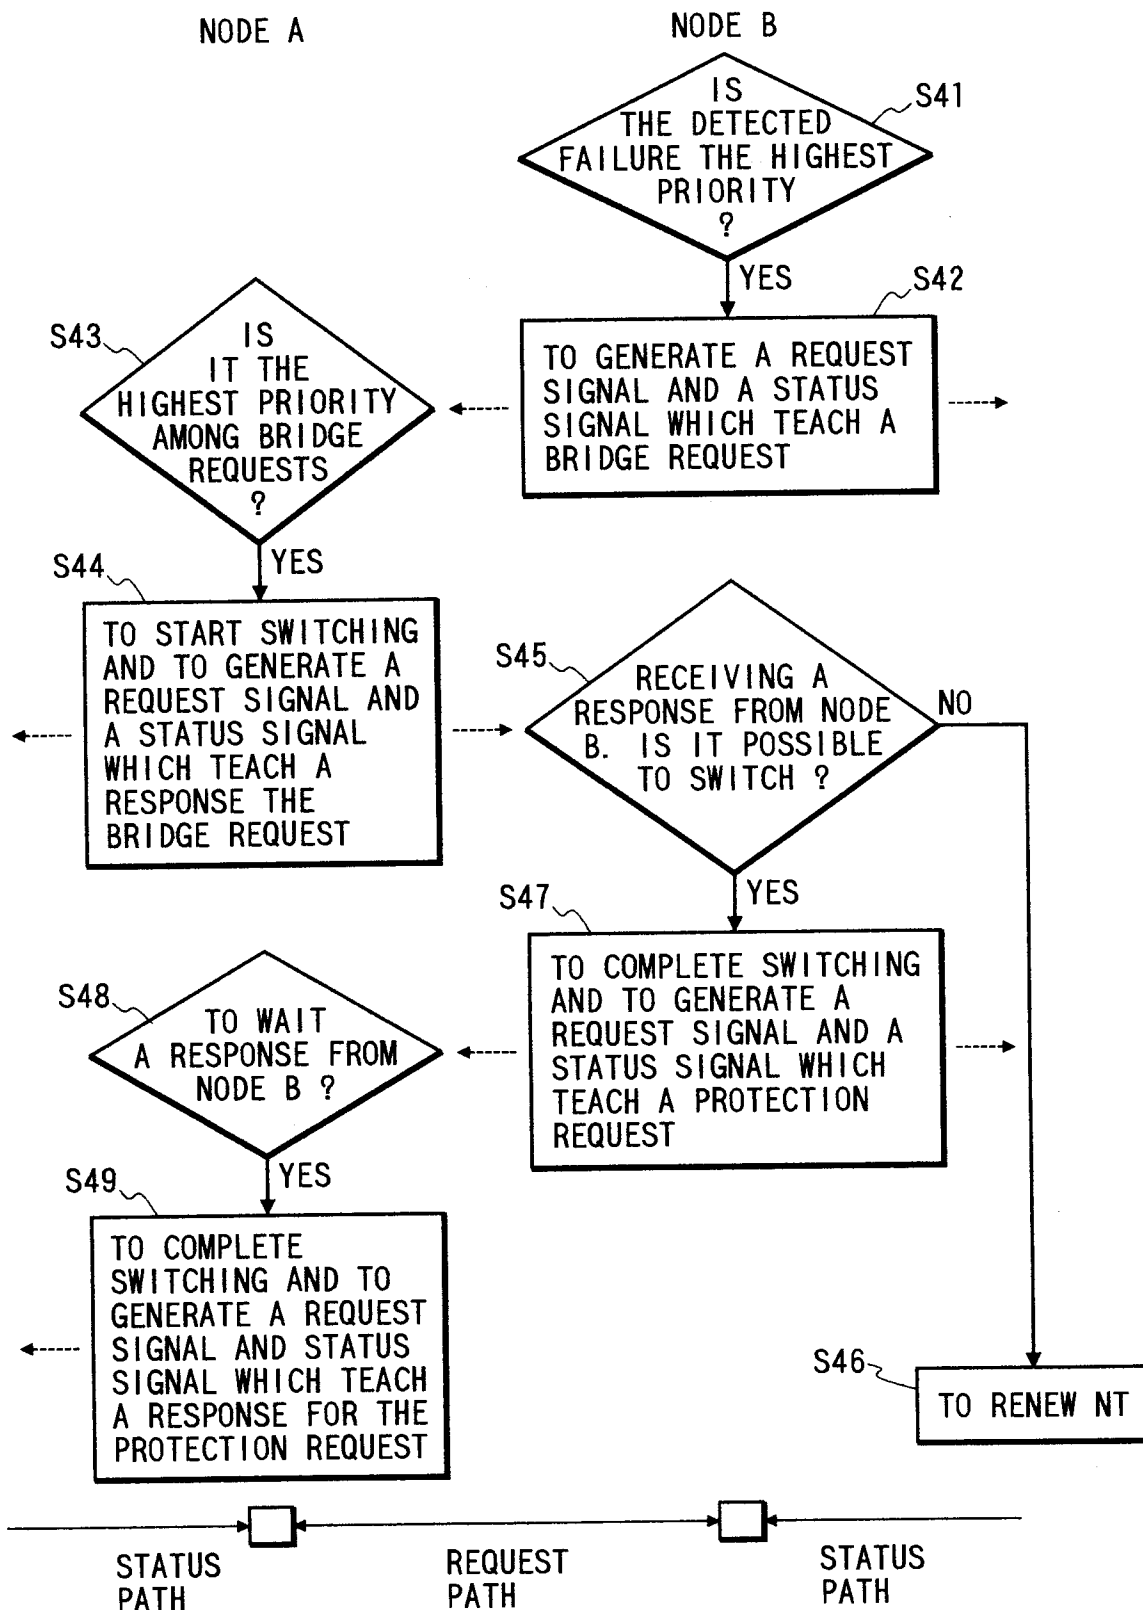 NODE A
NODE B
IS
THE DETECTED
FAILURE THE HIGHEST
PRIORITY
?
S41
YES
S42
TO GENERATE A REQUEST
SIGNAL AND A STATUS
SIGNAL WHICH TEACH A
BRIDGE REQUEST
S43
IS
IT THE
HIGHEST PRIORITY
AMONG BRIDGE
REQUESTS
?
YES
S44
TO START SWITCHING
AND TO GENERATE A
REQUEST SIGNAL AND
A STATUS SIGNAL
WHICH TEACH A
RESPONSE THE
BRIDGE REQUEST
S45
RECEIVING A
RESPONSE FROM NODE
B. IS IT POSSIBLE
TO SWITCH ?
NO
YES
S47
TO COMPLETE SWITCHING
AND TO GENERATE A
REQUEST SIGNAL AND A
STATUS SIGNAL WHICH
TEACH A PROTECTION
REQUEST
S48
TO WAIT
A RESPONSE FROM
NODE B ?
YES
S49
TO COMPLETE
SWITCHING AND TO
GENERATE A REQUEST
SIGNAL AND STATUS
SIGNAL WHICH TEACH
A RESPONSE FOR THE
PROTECTION REQUEST
S46
TO RENEW NT
STATUS
PATH
REQUEST
PATH
STATUS
PATH